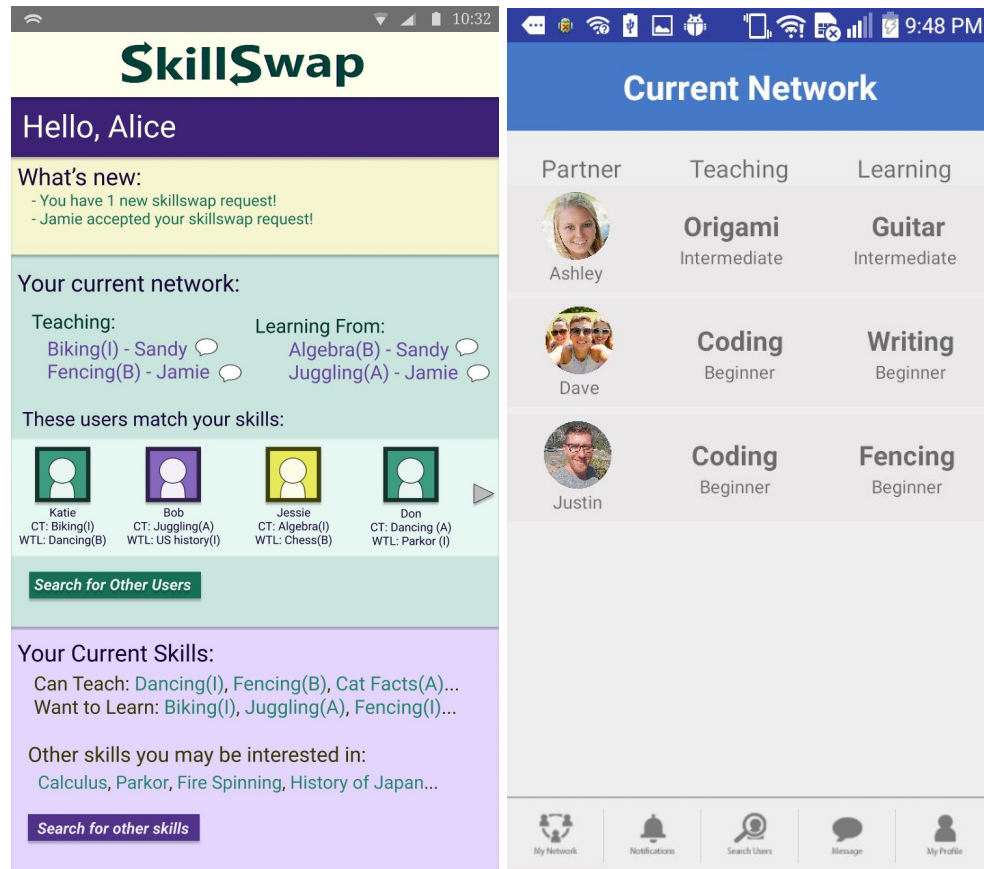 10:32
SkillSwap
Hello, Alice
What's new:
- You have 1 new skillswap request!
- Jamie accepted your skillswap request!
Your current network:
Teaching:
Biking(I) - Sandy
Fencing(B) - Jamie
Learning From:
Algebra(B) - Sandy
Juggling(A) - Jamie
These users match your skills:
Katie
CT: Biking(I)
WTL: Dancing(B)
Bob
CT: Juggling(A)
WTL: US history(I)
Jessie
CT: Algebra(I)
WTL: Chess(B)
Don
CT: Dancing (A)
WTL: Parkor (I)
Search for Other Users
Your Current Skills:
Can Teach: Dancing(I), Fencing(B), Cat Facts(A)...
Want to Learn: Biking(I), Juggling(A), Fencing(I)...
Other skills you may be interested in:
Calculus, Parkor, Fire Spinning, History of Japan...
Search for other skills
9:48 PM
Current Network
Partner Teaching Learning
Ashley
Origami
Intermediate
Guitar
Intermediate
Dave
Coding
Beginner
Writing
Beginner
Justin
Coding
Beginner
Fencing
Beginner
My Network Notifications Search Users Message My Profile